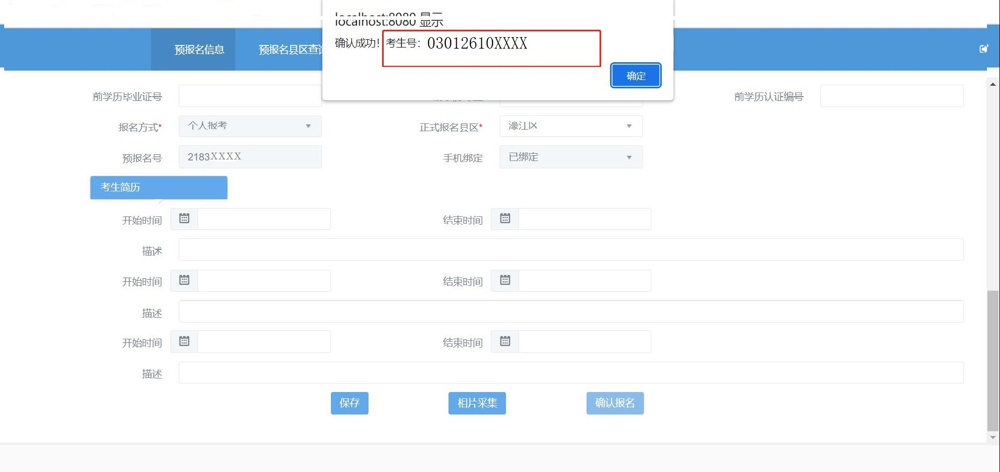 localhost:8080 显示
确认成功！考生号：03012610XXXX
确定
预报名信息
预报名县区查
前学历毕业证号
前学历认证编号
报名方式*
个人报考
正式报名县区*
濠江区
预报名号
2183XXXX
手机绑定
已绑定
考生简历
开始时间
结束时间
描述
开始时间
结束时间
描述
开始时间
结束时间
描述
保存
相片采集
确认报名